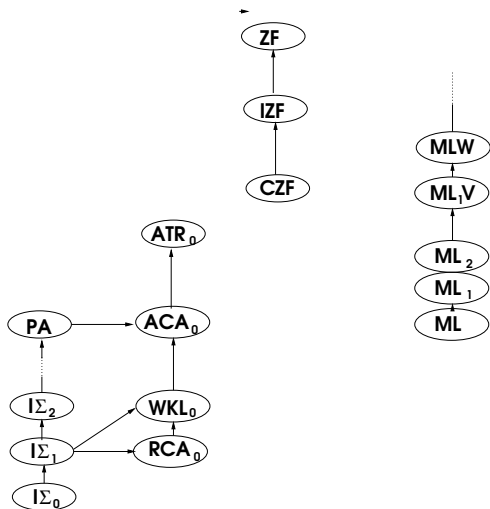 ZF
IZF
MLW
CZF
ML₁V
ATR₀
ML₂
ML₁
PA
ACA₀
ML
IΣ₂
WKL₀
IΣ₁
RCA₀
IΣ₀